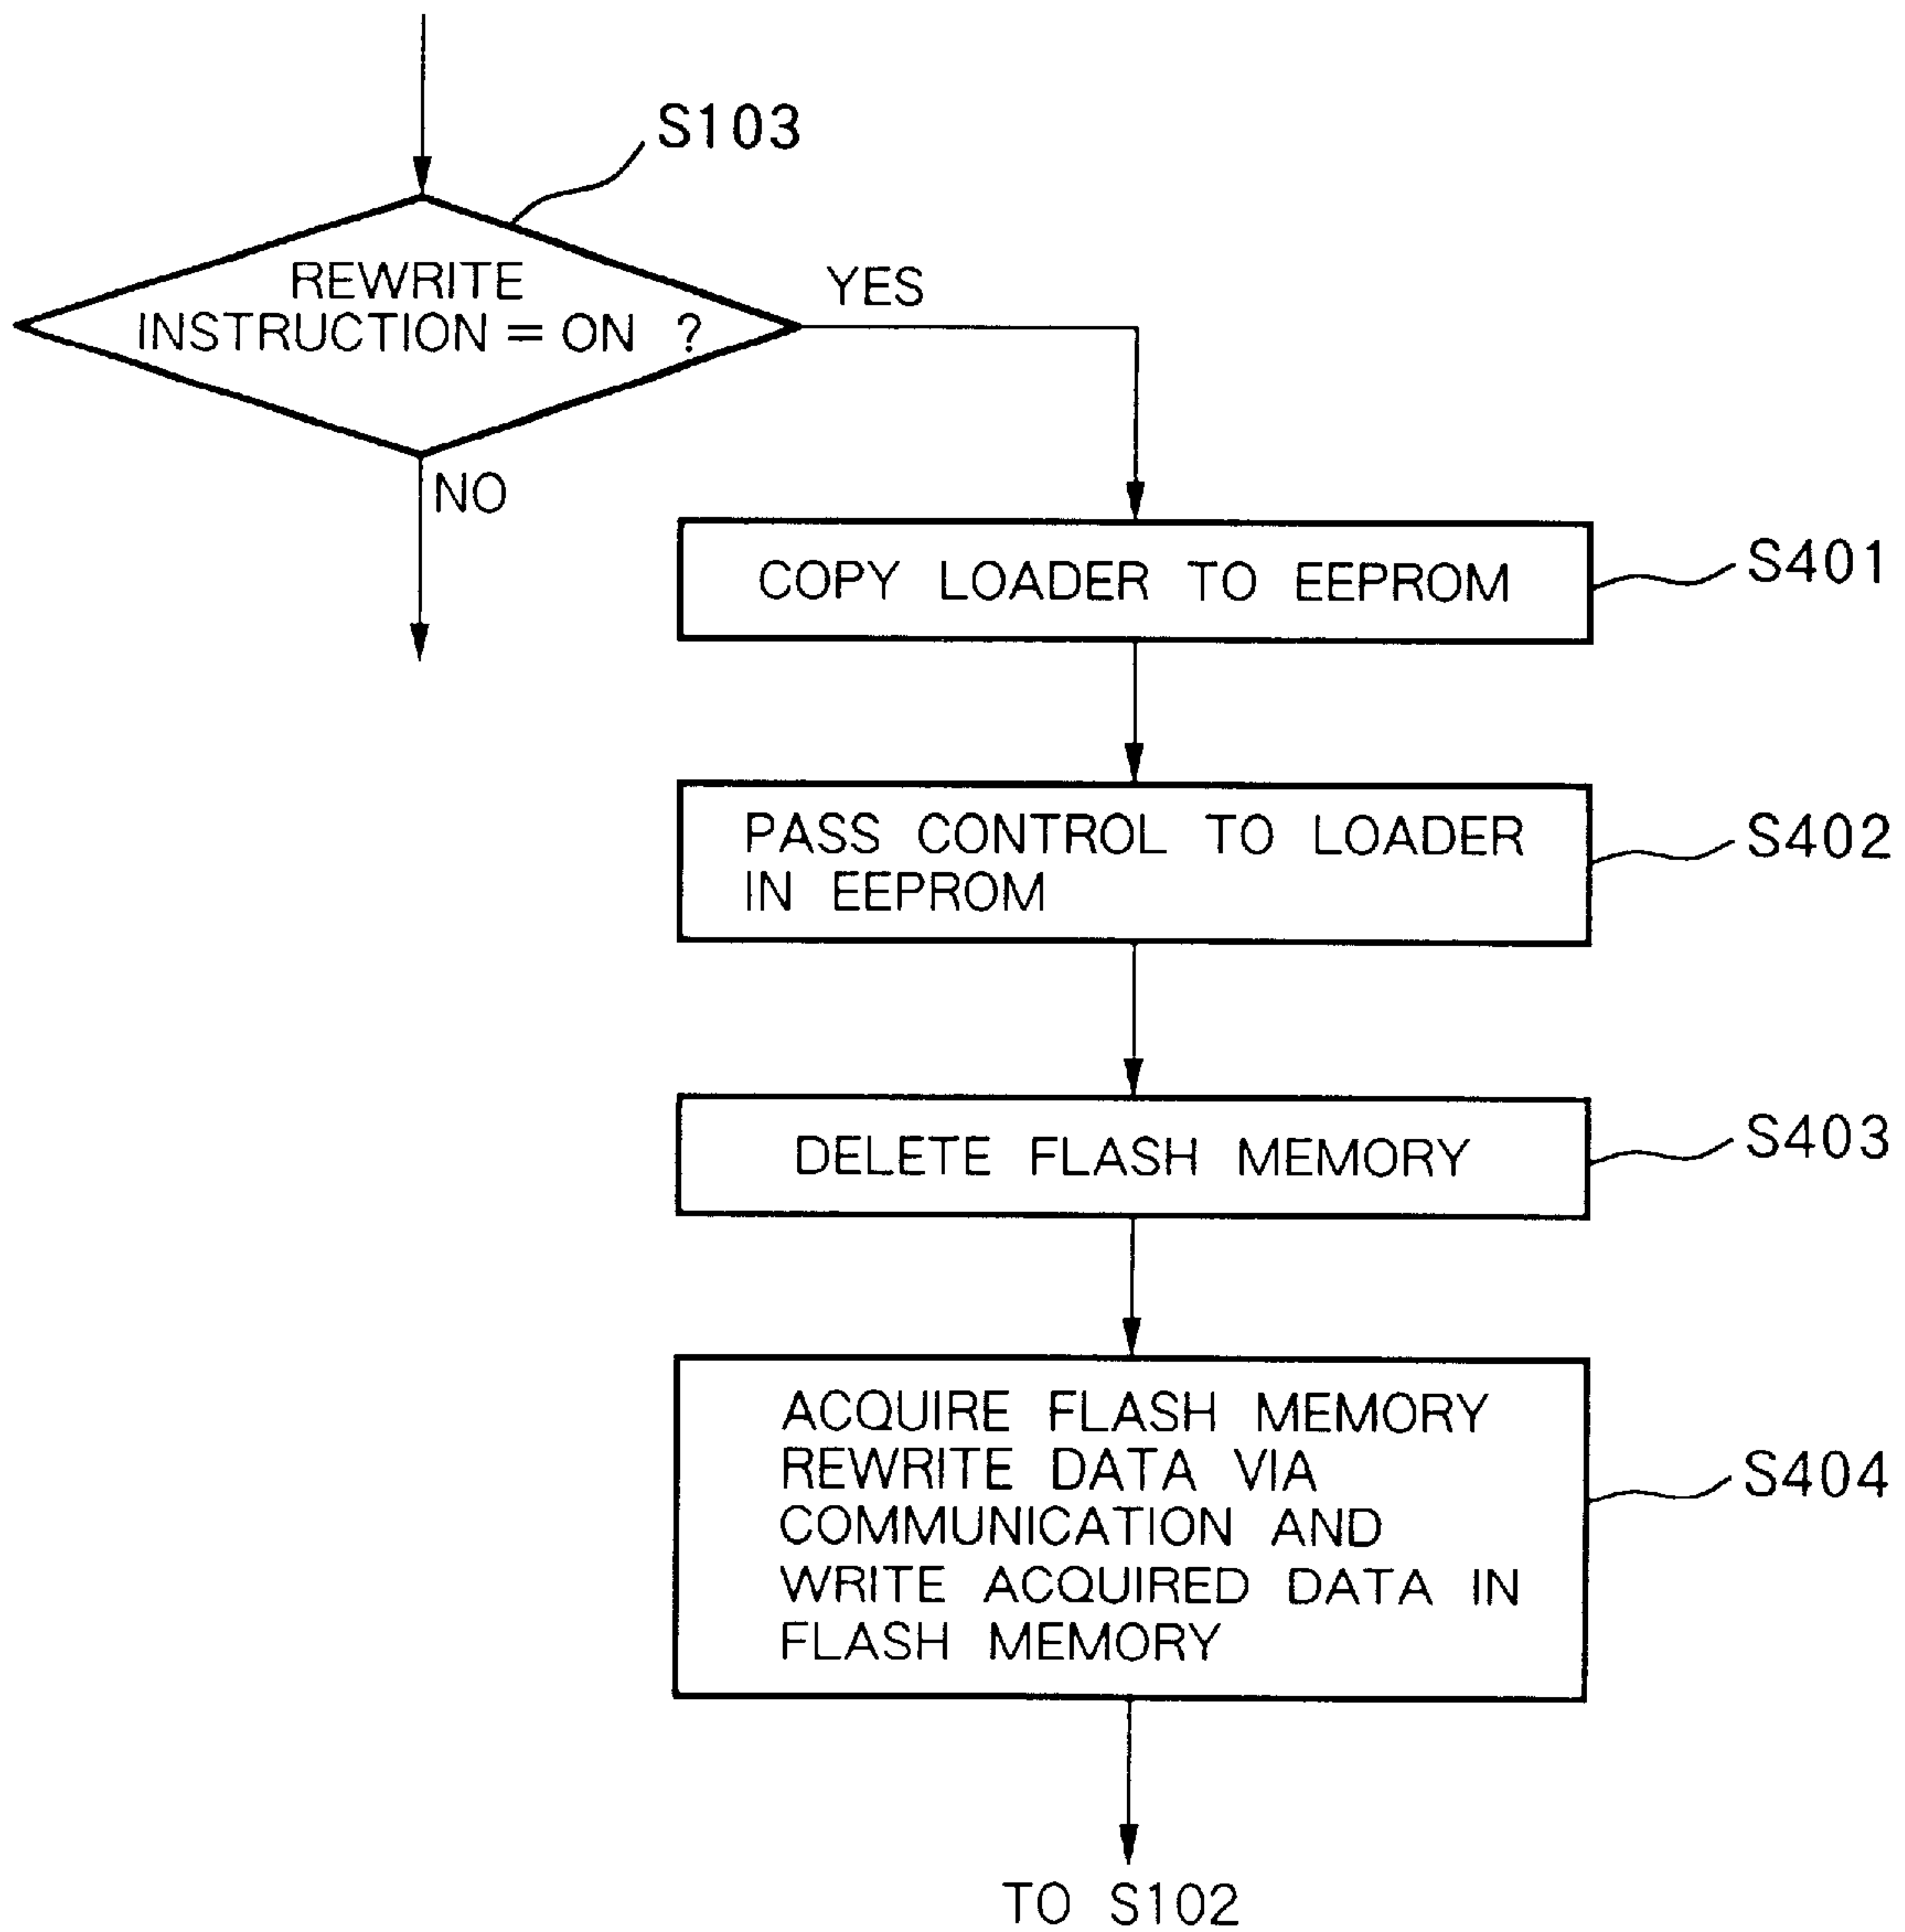 S103
REWRITE
INSTRUCTION = ON ?
YES
NO
COPY LOADER TO EEPROM
S401
PASS CONTROL TO LOADER
IN EEPROM
S402
DELETE FLASH MEMORY
S403
ACQUIRE FLASH MEMORY
REWRITE DATA VIA
COMMUNICATION AND
WRITE ACQUIRED DATA IN
FLASH MEMORY
S404
TO S102